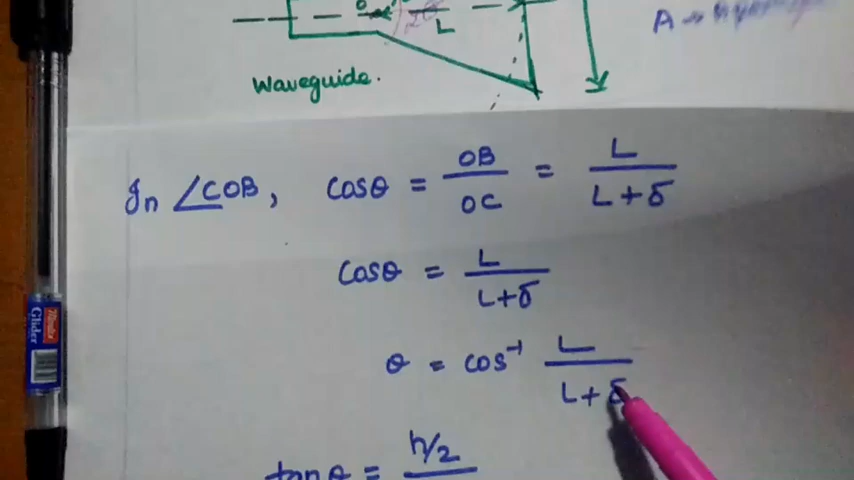 L
A →
Waveguide.
In ∠COB, cosθ = OB/OC = L/L+δ
cosθ = L/L+δ
θ = cos⁻¹ L/L+δ
tanθ = h/2
Glider